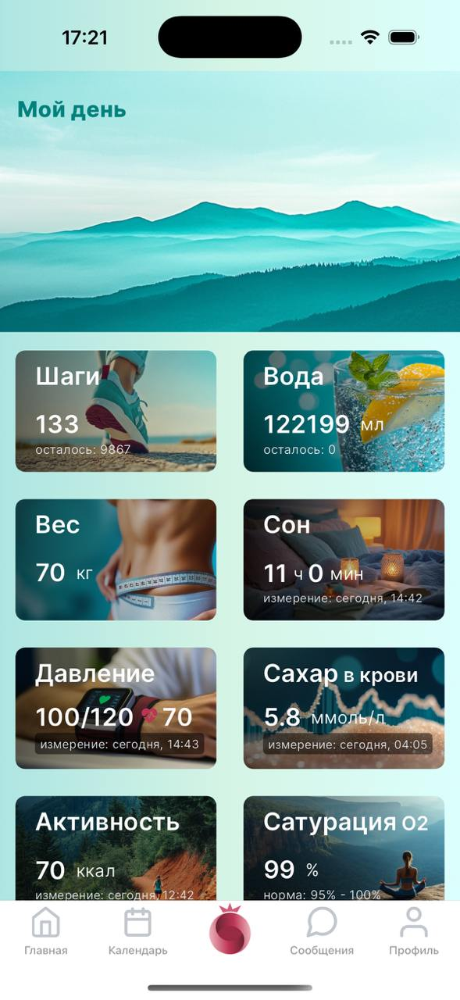 17:21
Мой день
Шаги
133
осталось: 9867
Вода
122199 мл
осталось: 0
Вес
70 кг
Сон
11 ч 0 мин
измерение: сегодня, 14:42
Давление
100/120 70
измерение: сегодня, 14:43
Сахар в крови
5.8 ммоль/л
измерение: сегодня, 04:05
Активность
70 ккал
измерение: сегодня, 12:42
Сатурация O2
99 %
норма: 95% - 100%
Главная
Календарь
Сообщения
Профиль